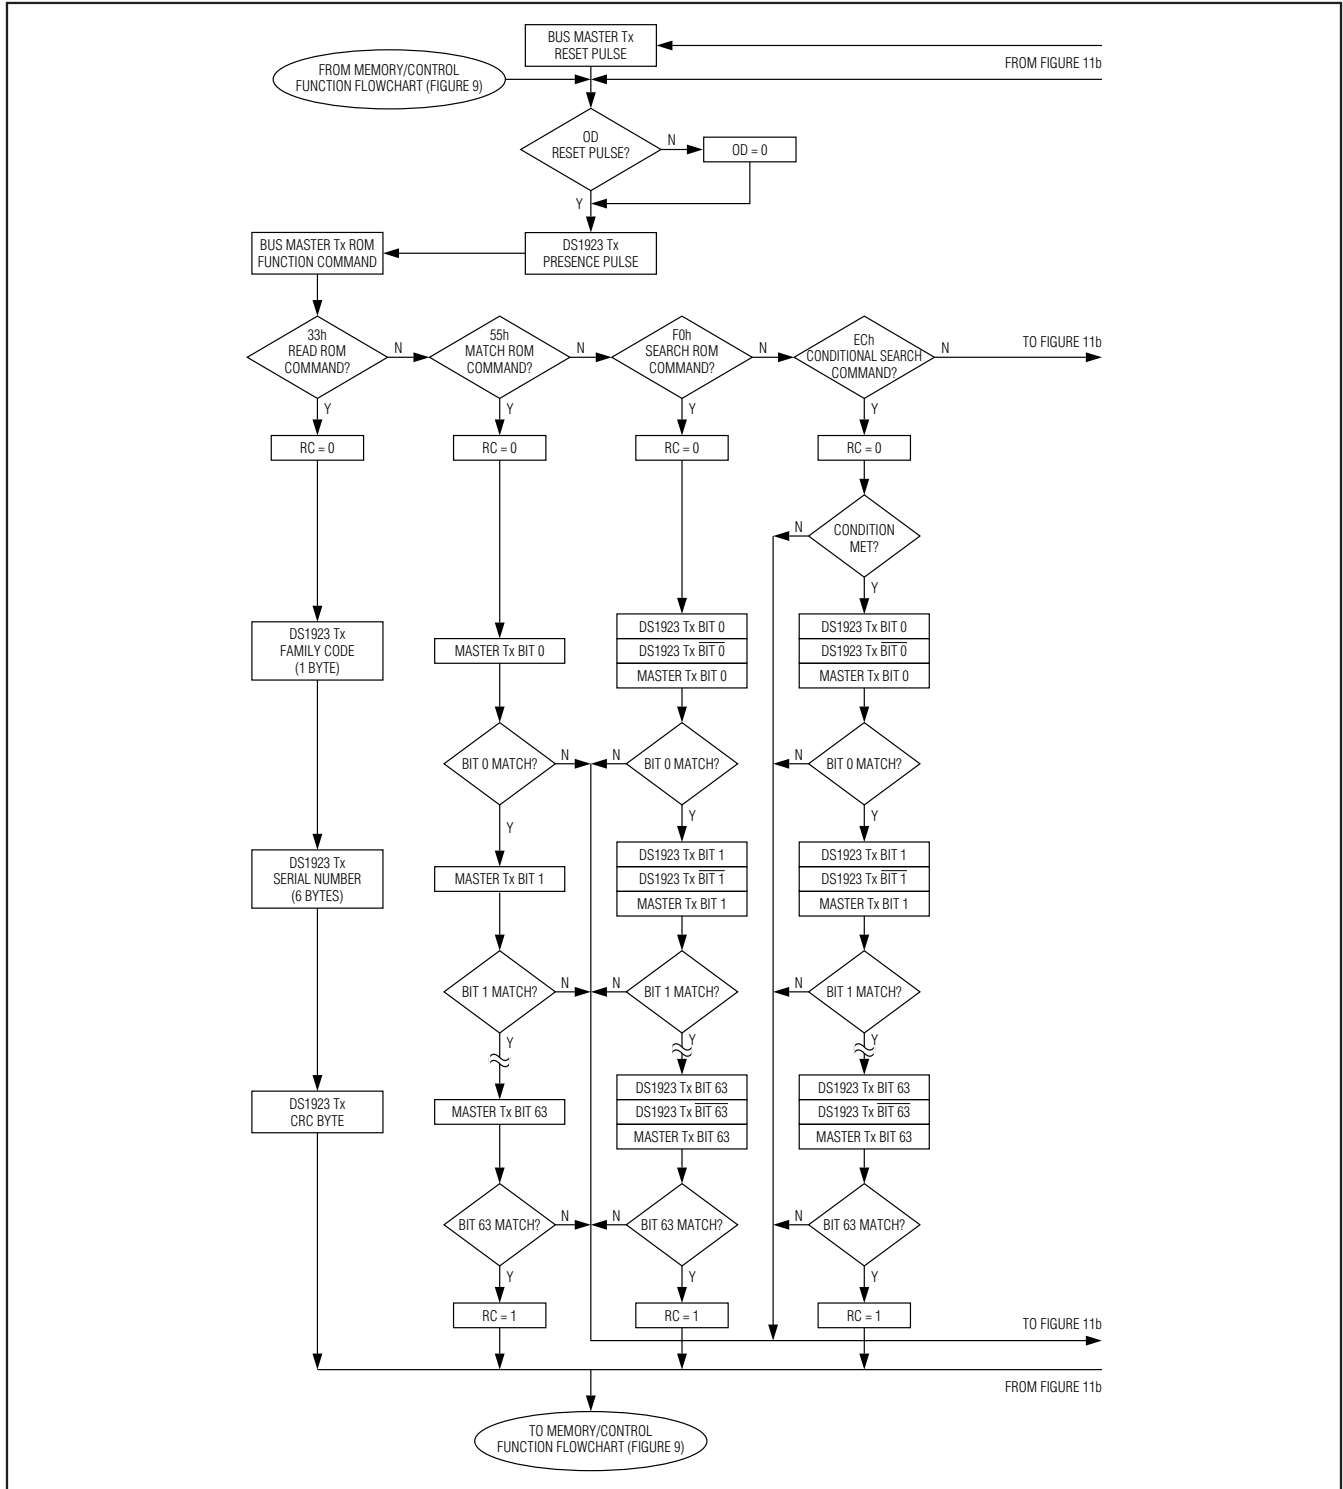 BUS MASTER Tx
RESET PULSE
FROM FIGURE 11b
FROM MEMORY/CONTROL
FUNCTION FLOWCHART (FIGURE 9)
OD
RESET PULSE?
N
OD = 0
Y
BUS MASTER Tx ROM
FUNCTION COMMAND
DS1923 Tx
PRESENCE PULSE
33h
READ ROM
COMMAND?
N
55h
MATCH ROM
COMMAND?
N
F0h
SEARCH ROM
COMMAND?
N
ECh
CONDITIONAL SEARCH
COMMAND?
N
TO FIGURE 11b
Y
Y
Y
Y
RC = 0
RC = 0
RC = 0
RC = 0
N
CONDITION
MET?
Y
DS1923 Tx
FAMILY CODE
(1 BYTE)
MASTER Tx BIT 0
DS1923 Tx BIT 0
DS1923 Tx BIT 0
MASTER Tx BIT 0
DS1923 Tx BIT 0
DS1923 Tx BIT 0
MASTER Tx BIT 0
BIT 0 MATCH?
N
N
BIT 0 MATCH?
N
BIT 0 MATCH?
Y
Y
Y
DS1923 Tx
SERIAL NUMBER
(6 BYTES)
MASTER Tx BIT 1
DS1923 Tx BIT 1
DS1923 Tx BIT 1
MASTER Tx BIT 1
DS1923 Tx BIT 1
DS1923 Tx BIT 1
MASTER Tx BIT 1
BIT 1 MATCH?
N
N
BIT 1 MATCH?
N
BIT 1 MATCH?
Y
Y
Y
DS1923 Tx
CRC BYTE
MASTER Tx BIT 63
DS1923 Tx BIT 63
DS1923 Tx BIT 63
MASTER Tx BIT 63
DS1923 Tx BIT 63
DS1923 Tx BIT 63
MASTER Tx BIT 63
BIT 63 MATCH?
N
N
BIT 63 MATCH?
N
BIT 63 MATCH?
Y
Y
Y
RC = 1
RC = 1
RC = 1
TO FIGURE 11b
FROM FIGURE 11b
TO MEMORY/CONTROL
FUNCTION FLOWCHART (FIGURE 9)